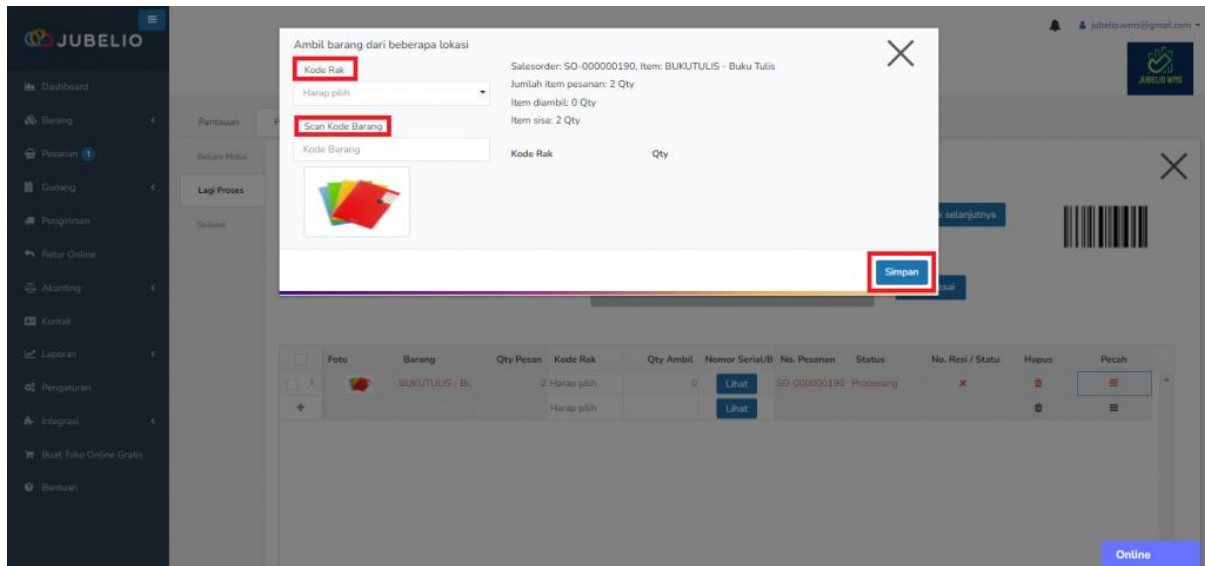 JUBELIO
jubelio.wms@gmail.com
JUBELIO WMS
Dashboard
Barang
Pesanan 1
Gudang
Pengiriman
Retur Online
Akunting
Kontak
Laporan
Pengaturan
Integrasi
Buat Toko Online Gratis
Bantuan
Pantauan
P
Belum Mulai
Lagi Proses
Selesai
Ambil barang dari beberapa lokasi
Kode Rak
Harap pilih
Scan Kode Barang
Kode Barang
Salesorder: SO-000000190, Item: BUKUTULIS - Buku Tulis
Jumlah item pesanan: 2 Qty
Item diambil: 0 Qty
Item sisa: 2 Qty
Kode Rak Qty
Simpan
selanjutnya
esai
Foto Barang Qty Pesan Kode Rak Qty Ambil Nomor Serial/B No. Pesanan Status No. Resi / Statu Hapus Pecah
BUKUTULIS - Bu 2 Harap pilih 0 Lihat SO-000000190 Processing
Harap pilih Lihat
Online